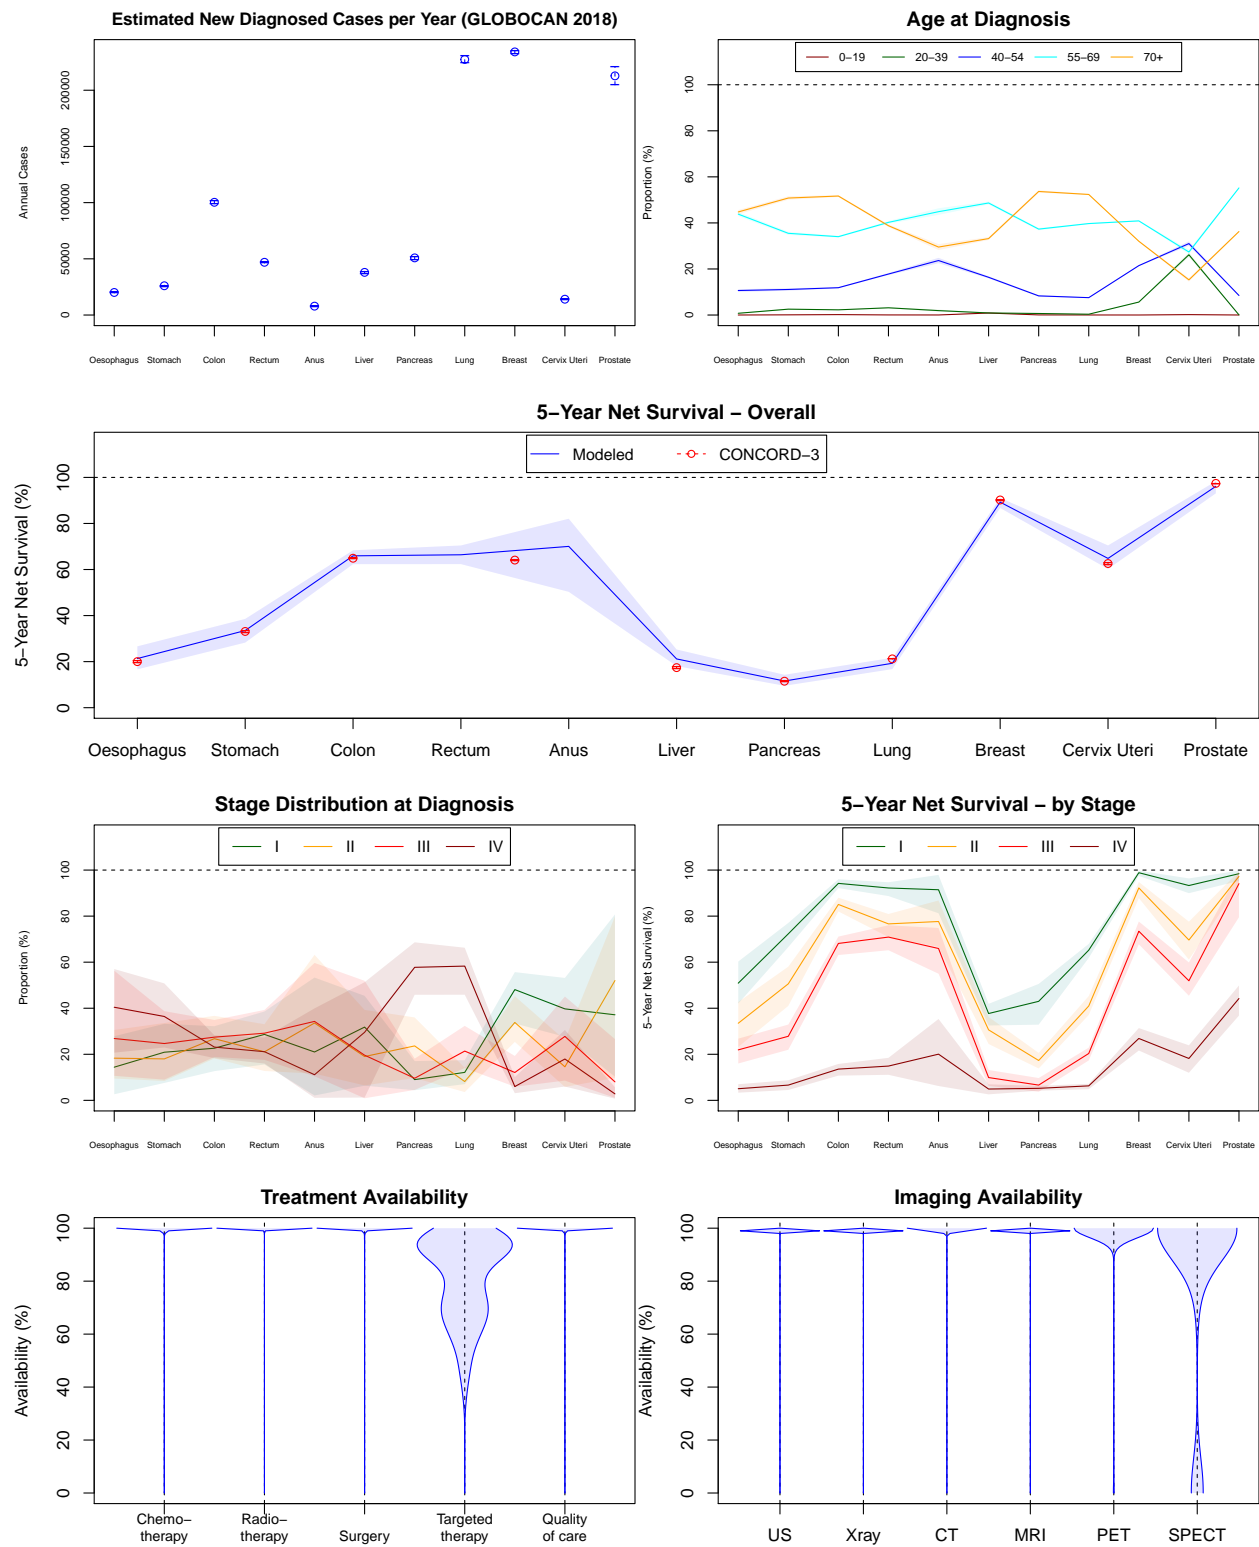 Estimated New Diagnosed Cases per Year (GLOBOCAN 2018)
Annual Cases
0
50000
100000
150000
200000
Oesophagus Stomach Colon Rectum Anus Liver Pancreas Lung Breast Cervix Uteri Prostate
Age at Diagnosis
0−19 20−39 40−54 55−69 70+
Proportion (%)
0
20
40
60
80
100
Oesophagus Stomach Colon Rectum Anus Liver Pancreas Lung Breast Cervix Uteri Prostate
5−Year Net Survival − Overall
Modeled CONCORD−3
5−Year Net Survival (%)
0
20
40
60
80
100
Oesophagus Stomach Colon Rectum Anus Liver Pancreas Lung Breast Cervix Uteri Prostate
Stage Distribution at Diagnosis
I II III IV
Proportion (%)
0
20
40
60
80
100
Oesophagus Stomach Colon Rectum Anus Liver Pancreas Lung Breast Cervix Uteri Prostate
5−Year Net Survival − by Stage
I II III IV
5−Year Net Survival (%)
0
20
40
60
80
100
Oesophagus Stomach Colon Rectum Anus Liver Pancreas Lung Breast Cervix Uteri Prostate
Treatment Availability
Availability (%)
0
20
40
60
80
100
Chemo−
therapy
Radio−
therapy
Surgery
Targeted
therapy
Quality
of care
Imaging Availability
Availability (%)
0
20
40
60
80
100
US Xray CT MRI PET SPECT